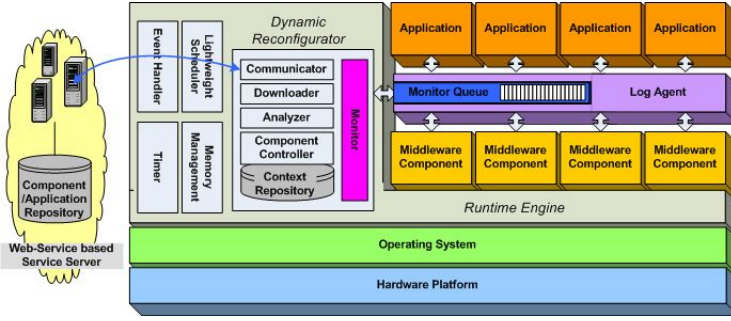 Component
/Application
Repository
Web-Service based
Service Server
Event Handler
Lightweight
Scheduler
Timer
Memory
Management
Dynamic
Reconfigurator
Communicator
Downloader
Analyzer
Component
Controller
Context
Repository
Monitor
Application
Application
Application
Application
Monitor Queue
Log Agent
Middleware
Component
Middleware
Component
Middleware
Component
Middleware
Component
Runtime Engine
Operating System
Hardware Platform